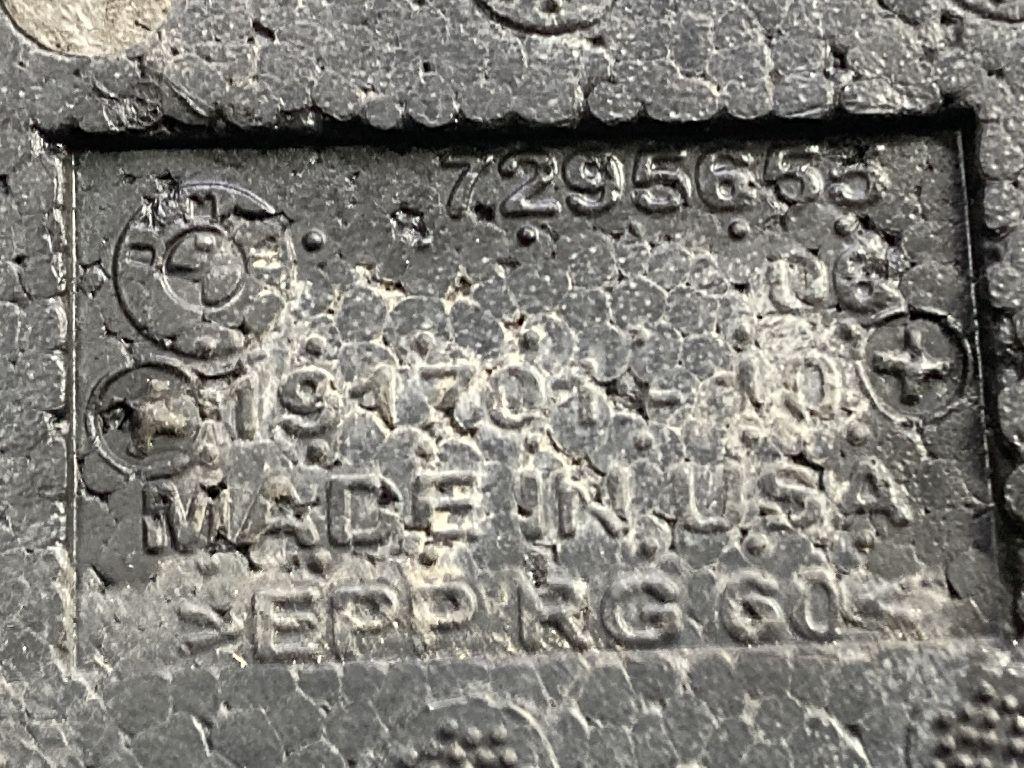 7295655
06
191701-10
MADE IN USA
>EPP RG 60<